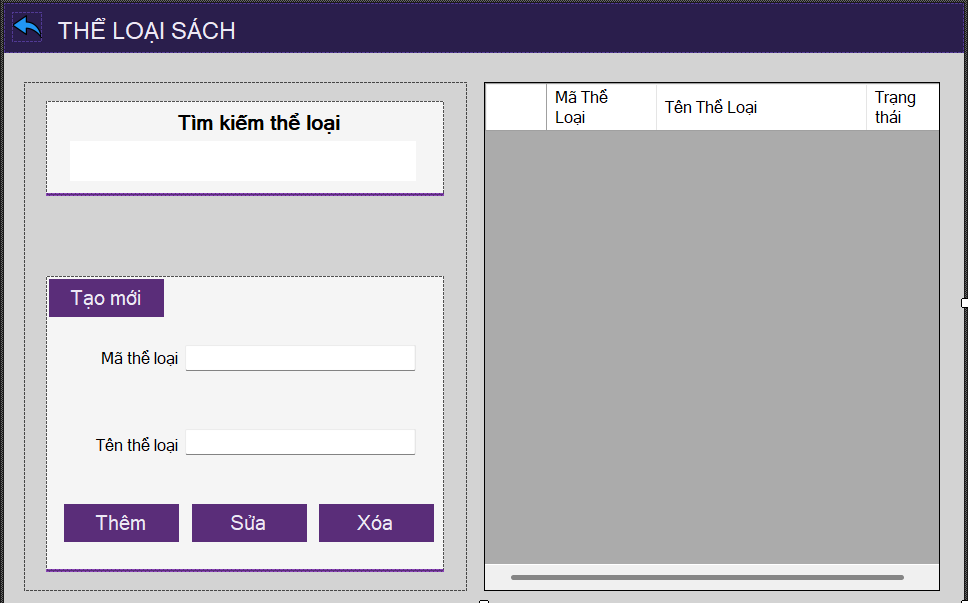 THỂ LOẠI SÁCH
Tìm kiếm thể loại
Tạo mới
Mã thể loại
Tên thể loại
Thêm
Sửa
Xóa
Mã Thể
Loại
Tên Thể Loại
Trạng
thái